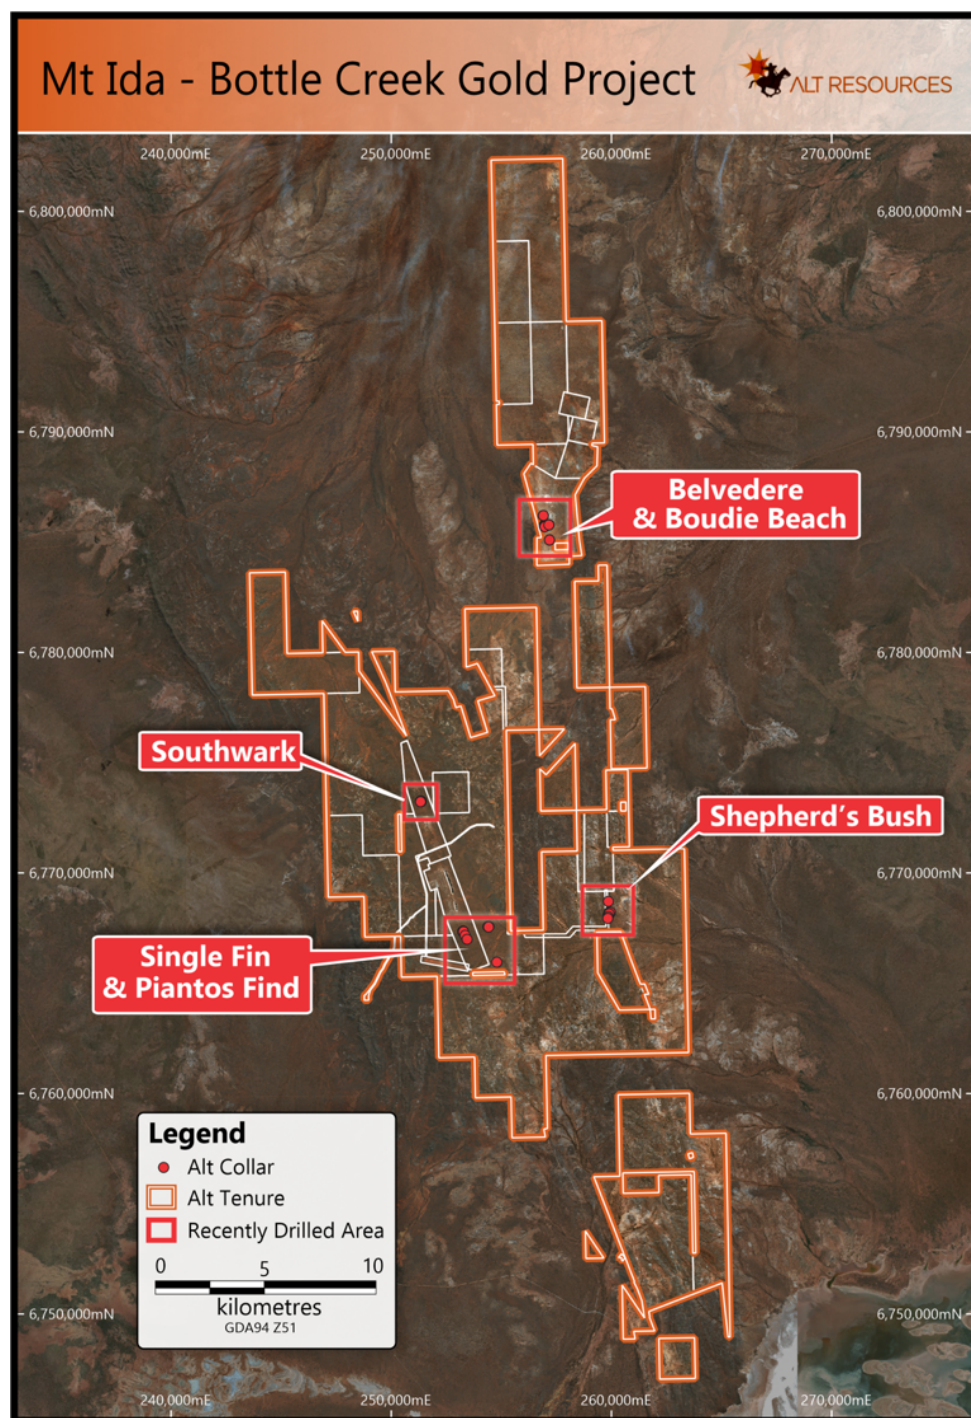 Mt Ida - Bottle Creek Gold Project
ALT RESOURCES
240,000mE
250,000mE
260,000mE
270,000mE
6,800,000mN
6,800,000mN
6,790,000mN
6,790,000mN
Belvedere
& Boudie Beach
6,780,000mN
6,780,000mN
Southwark
Shepherd's Bush
6,770,000mN
6,770,000mN
Single Fin
& Piantos Find
6,760,000mN
6,760,000mN
Legend
Alt Collar
Alt Tenure
Recently Drilled Area
0 5 10
kilometres
GDA94 Z51
6,750,000mN
6,750,000mN
240,000mE
250,000mE
260,000mE
270,000mE